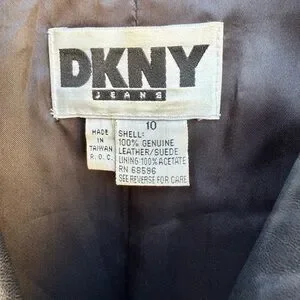 DKNY
JEANS
10
MADE
IN
TAIWAN
R.O.C.
SHELL:
100% GENUINE
LEATHER/SUEDE
LINING:100% ACETATE
RN 68586
SEE REVERSE FOR CARE